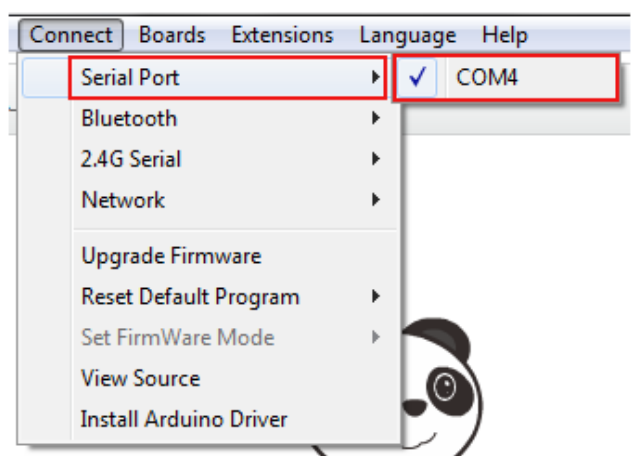 Connect Boards Extensions Language Help
Serial Port COM4
Bluetooth
2.4G Serial
Network
Upgrade Firmware
Reset Default Program
Set FirmWare Mode
View Source
Install Arduino Driver